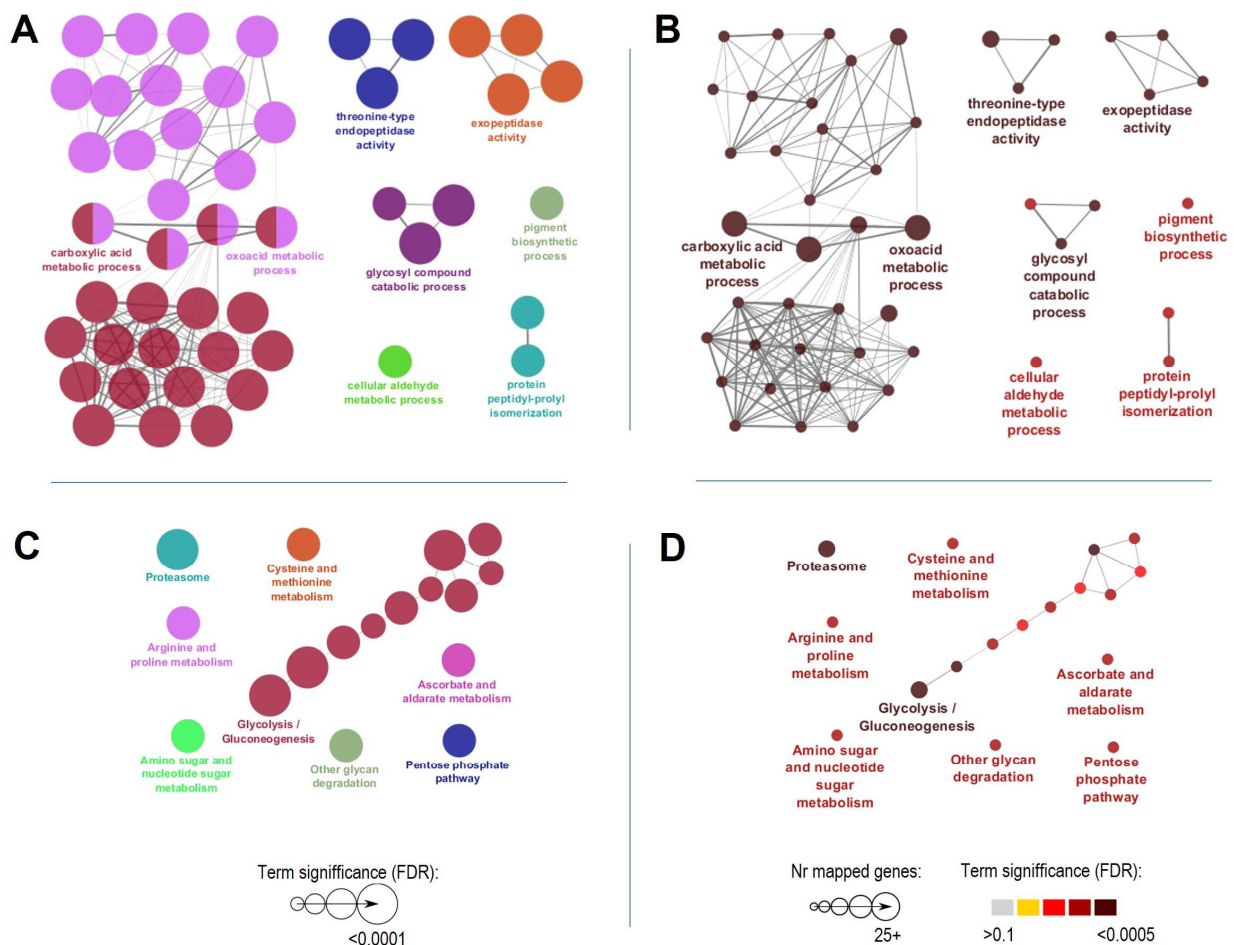 A
threonine-type
endopeptidase
activity
exopeptidase
activity
carboxylic acid
metabolic process
oxoacid metabolic
process
glycosyl compound
catabolic process
pigment
biosynthetic
process
cellular aldehyde
metabolic process
protein
peptidyl-prolyl
isomerization
B
threonine-type
endopeptidase
activity
exopeptidase
activity
carboxylic acid
metabolic
process
oxoacid
metabolic
process
glycosyl
compound
catabolic
process
pigment
biosynthetic
process
cellular
aldehyde
metabolic
process
protein
peptidyl-prolyl
isomerization
C
Proteasome
Cysteine and
methionine
metabolism
Arginine and
proline metabolism
Ascorbate and
aldarate metabolism
Glycolysis /
Gluconeogenesis
Amino sugar and
nucleotide sugar
metabolism
Other glycan
degradation
Pentose phosphate
pathway
Term signifficance (FDR):
<0.0001
D
Proteasome
Cysteine and
methionine
metabolism
Arginine and
proline
metabolism
Ascorbate and
aldarate
metabolism
Glycolysis /
Gluconeogenesis
Amino sugar
and nucleotide
sugar
metabolism
Other glycan
degradation
Pentose
phosphate
pathway
Nr mapped genes:
25+
Term signifficance (FDR):
>0.1
<0.0005